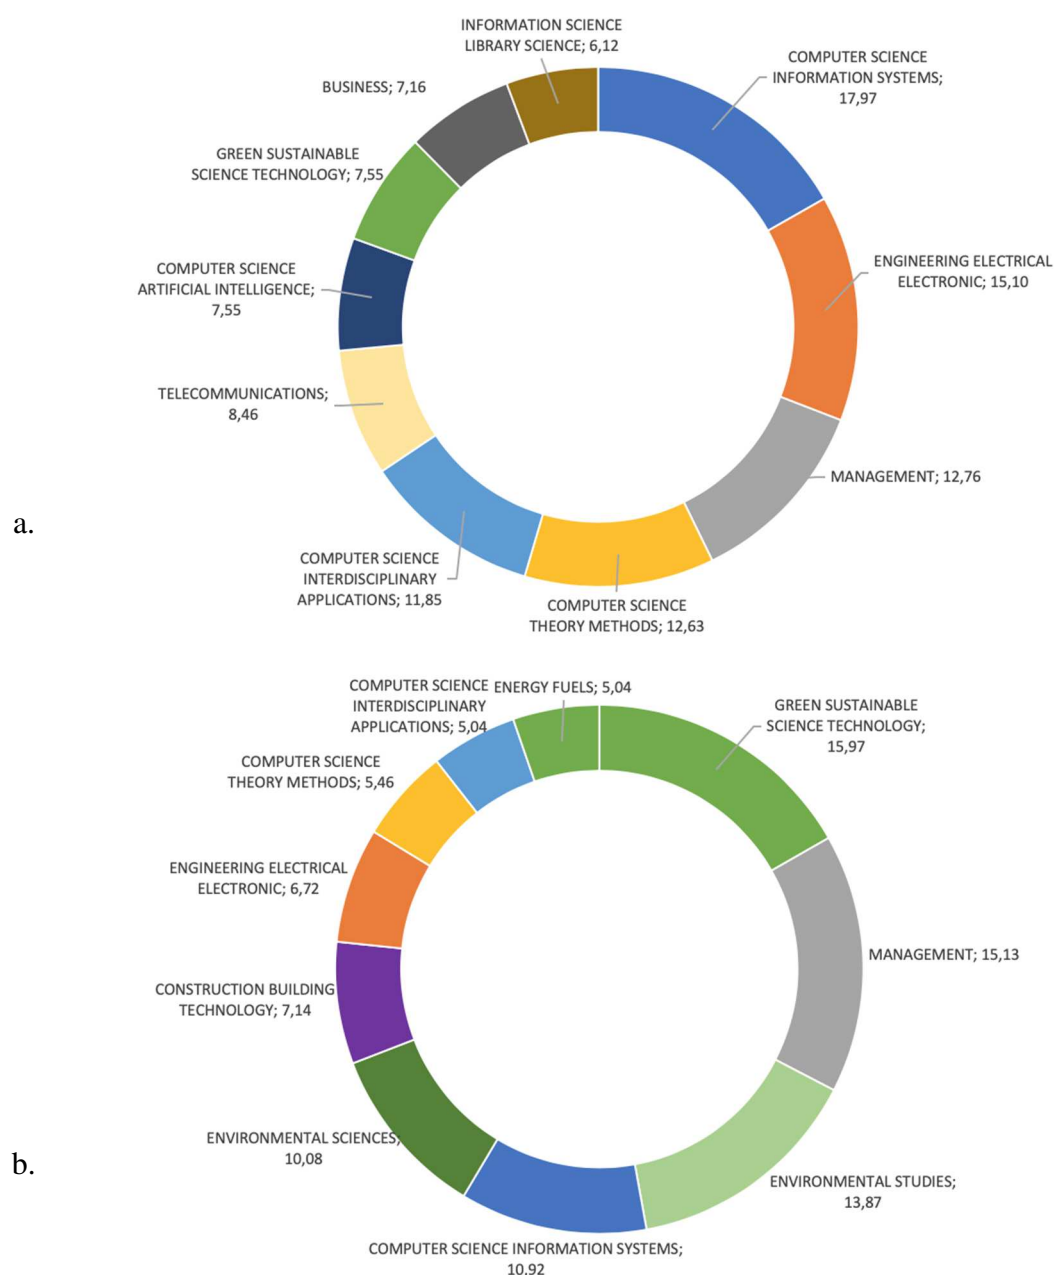 INFORMATION SCIENCE
LIBRARY SCIENCE; 6,12
COMPUTER SCIENCE
INFORMATION SYSTEMS;
17,97
BUSINESS; 7,16
GREEN SUSTAINABLE
SCIENCE TECHNOLOGY; 7,55
ENGINEERING ELECTRICAL
ELECTRONIC; 15,10
COMPUTER SCIENCE
ARTIFICIAL INTELLIGENCE;
7,55
TELECOMMUNICATIONS;
8,46
MANAGEMENT; 12,76
a.
COMPUTER SCIENCE
INTERDISCIPLINARY
APPLICATIONS; 11,85
COMPUTER SCIENCE
THEORY METHODS; 12,63
COMPUTER SCIENCE
INTERDISCIPLINARY
APPLICATIONS; 5,04
ENERGY FUELS; 5,04
GREEN SUSTAINABLE
SCIENCE TECHNOLOGY;
15,97
COMPUTER SCIENCE
THEORY METHODS; 5,46
ENGINEERING ELECTRICAL
ELECTRONIC; 6,72
MANAGEMENT; 15,13
CONSTRUCTION BUILDING
TECHNOLOGY; 7,14
ENVIRONMENTAL SCIENCES;
10,08
b.
ENVIRONMENTAL STUDIES;
13,87
COMPUTER SCIENCE INFORMATION SYSTEMS;
10,92